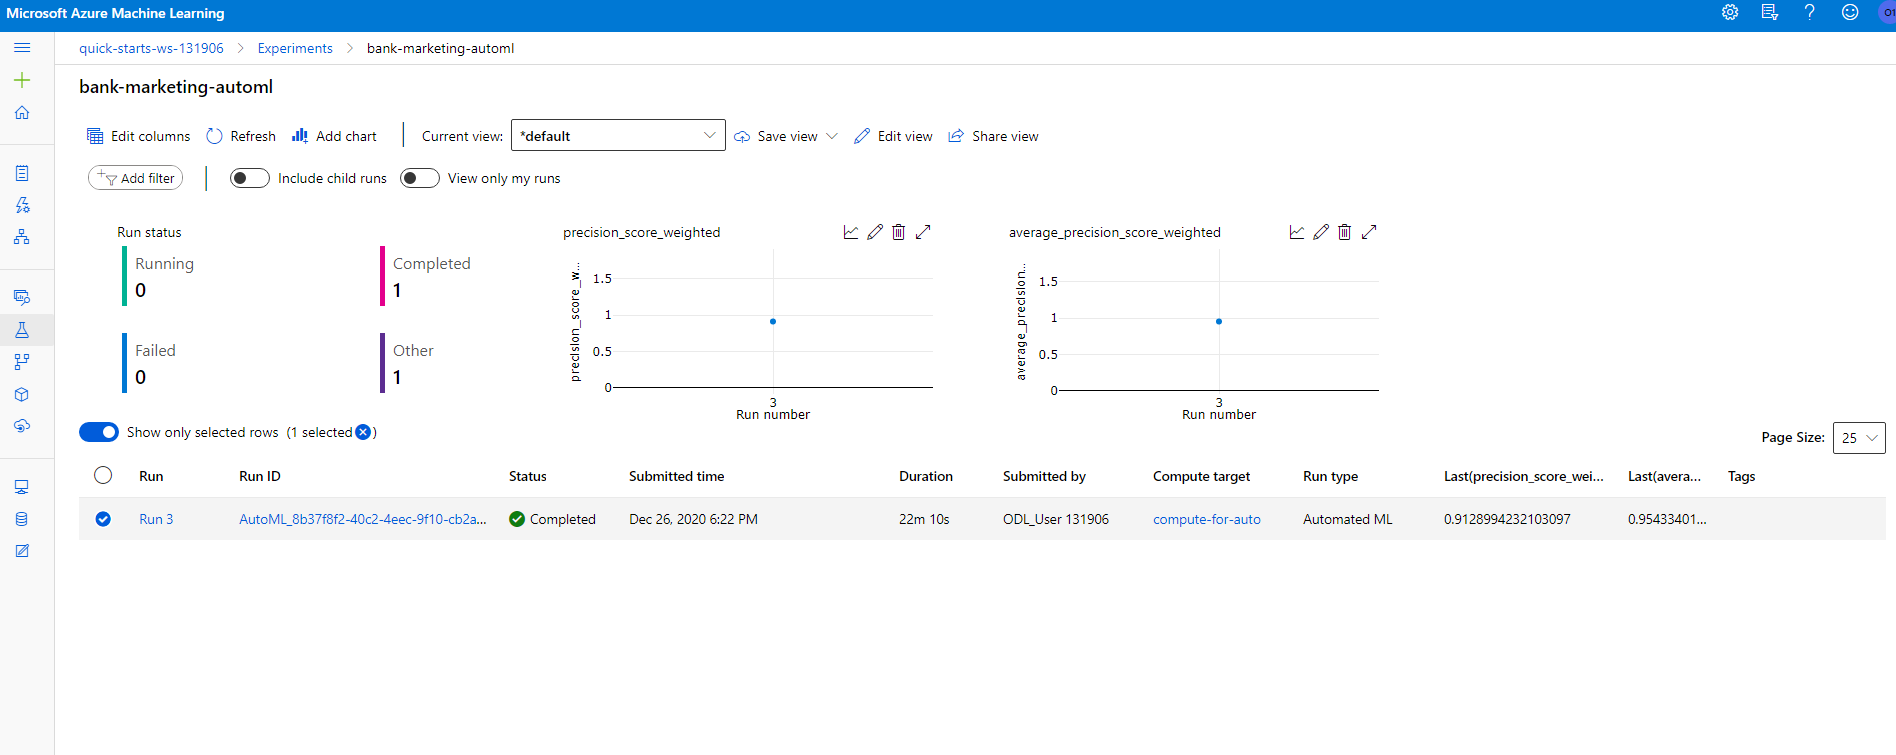 Microsoft Azure Machine Learning
quick-starts-ws-131906 > Experiments > bank-marketing-automl
bank-marketing-automl
Edit columns Refresh Add chart Current view: *default Save view Edit view Share view
Add filter Include child runs View only my runs
Run status
Running
0
Completed
1
Failed
0
Other
1
precision_score_weighted
precision_score_w...
1.5
1
0.5
0
3
Run number
average_precision_score_weighted
average_precision...
1.5
1
0.5
0
3
Run number
Show only selected rows (1 selected )
Page Size: 25
Run Run ID Status Submitted time Duration Submitted by Compute target Run type Last(precision_score_wei... Last(avera... Tags
Run 3 AutoML_8b37f8f2-40c2-4eec-9f10-cb2a... Completed Dec 26, 2020 6:22 PM 22m 10s ODL_User 131906 compute-for-auto Automated ML 0.9128994232103097 0.95433401...